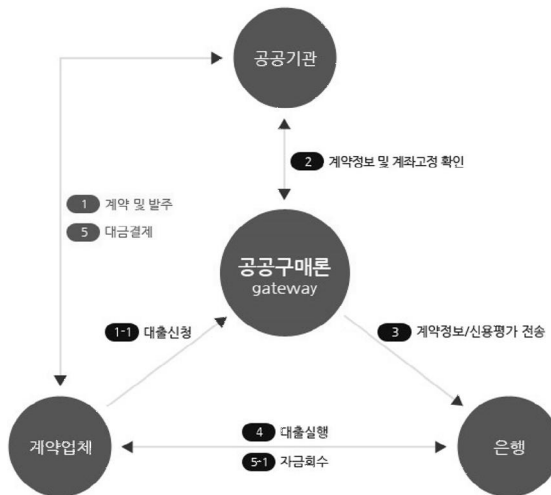 공공기관
2 계약정보 및 계좌고정 확인
1 계약 및 발주
5 대금결제
공공구매론
gateway
1-1 대출신청
3 계약정보/신용평가 전송
계약업체
4 대출실행
5-1 자금회수
은행